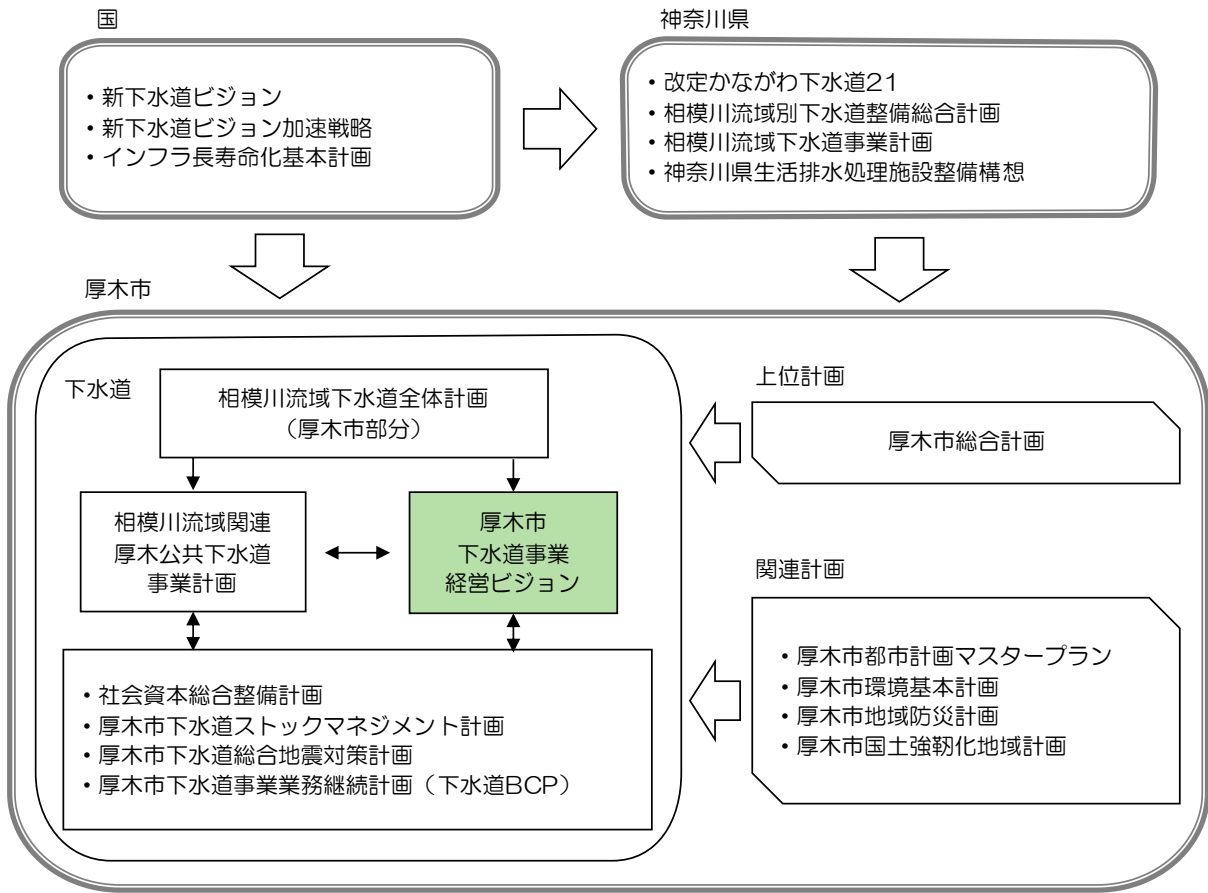 国
・新下水道ビジョン
・新下水道ビジョン加速戦略
・インフラ長寿命化基本計画
神奈川県
・改定かながわ下水道21
・相模川流域別下水道整備総合計画
・相模川流域下水道事業計画
・神奈川県生活排水処理施設整備構想
厚木市
下水道
相模川流域下水道全体計画
（厚木市部分）
相模川流域関連
厚木公共下水道
事業計画
厚木市
下水道事業
経営ビジョン
・社会資本総合整備計画
・厚木市下水道ストックマネジメント計画
・厚木市下水道総合地震対策計画
・厚木市下水道事業業務継続計画（下水道BCP）
上位計画
厚木市総合計画
関連計画
・厚木市都市計画マスタープラン
・厚木市環境基本計画
・厚木市地域防災計画
・厚木市国土強靭化地域計画